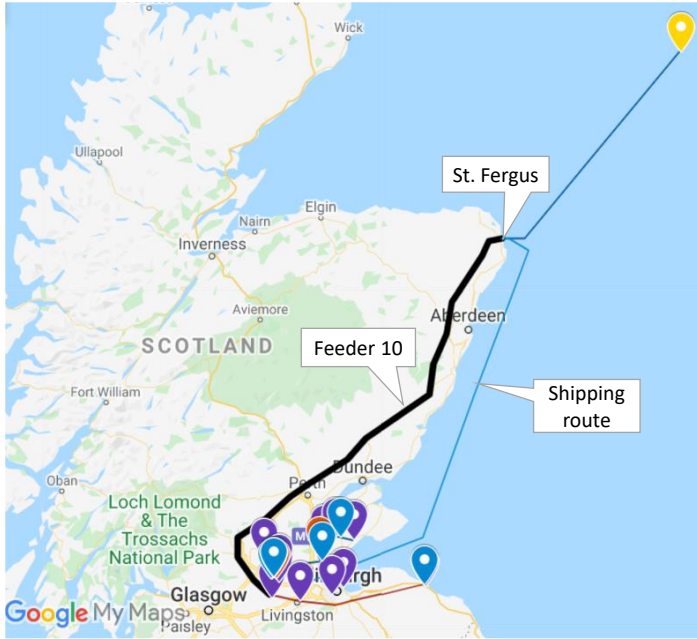 Wick
Ullapool
St. Fergus
Elgin
Nairn
Inverness
Aviemore
Aberdeen
SCOTLAND
Feeder 10
Shipping
route
Fort William
Dundee
Oban
Perth
Loch Lomond
& The
Trossachs
National Park
M
Glasgow
Livingston
Google My Maps
Paisley